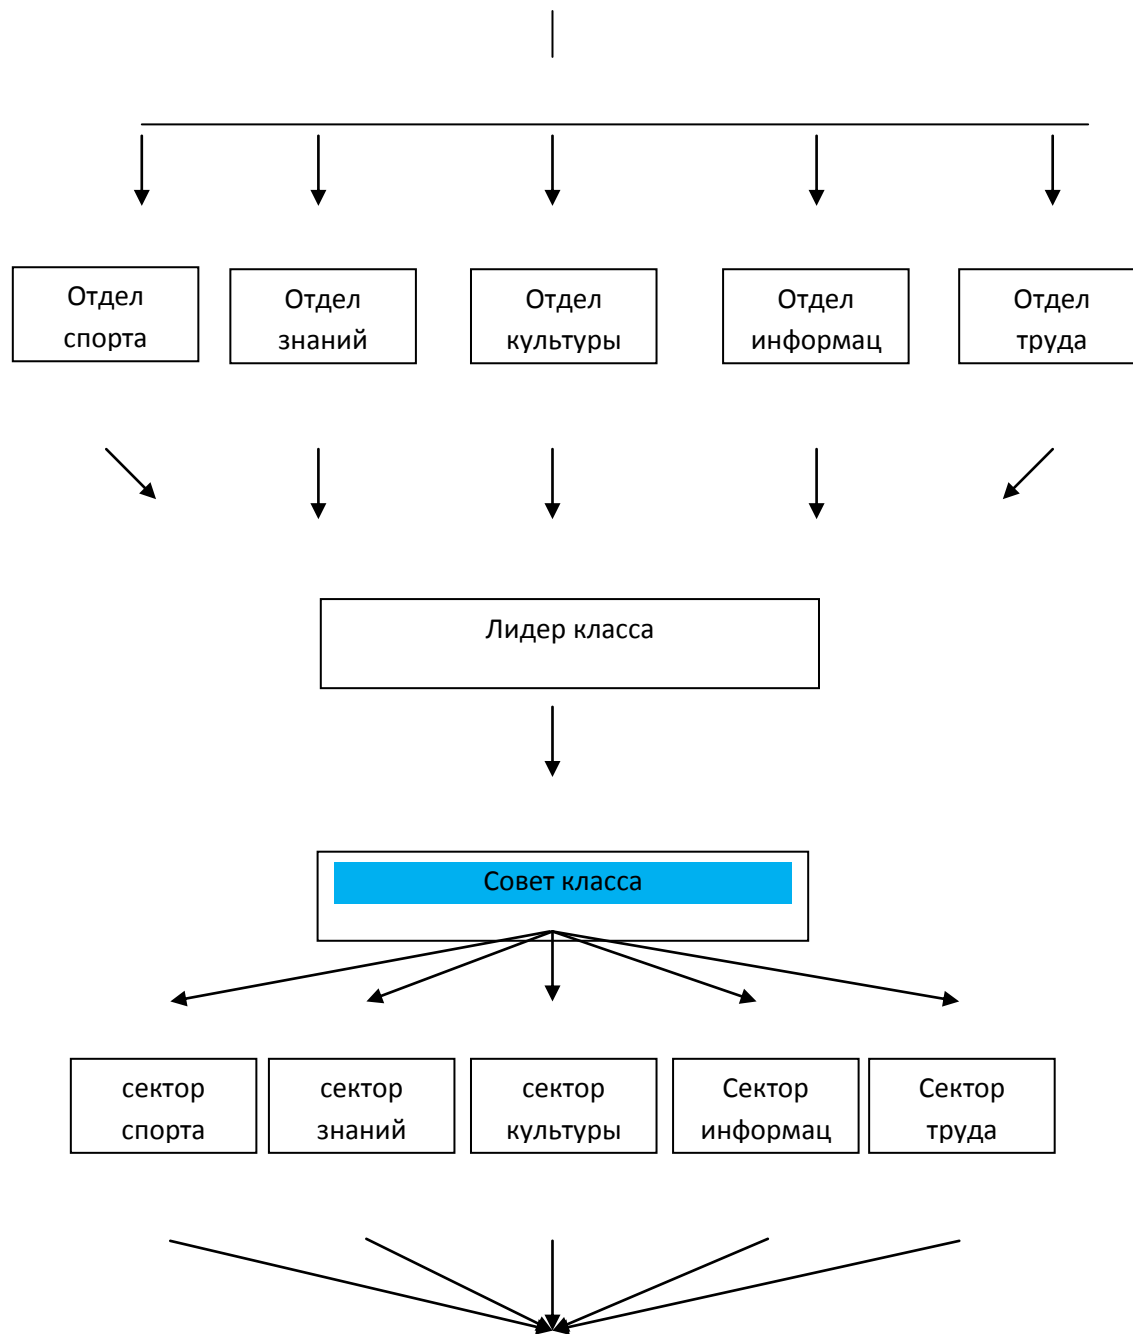 Отдел
спорта
Отдел
знаний
Отдел
культуры
Отдел
информац
Отдел
труда
Лидер класса
Совет класса
сектор
спорта
сектор
знаний
сектор
культуры
Сектор
информац
Сектор
труда